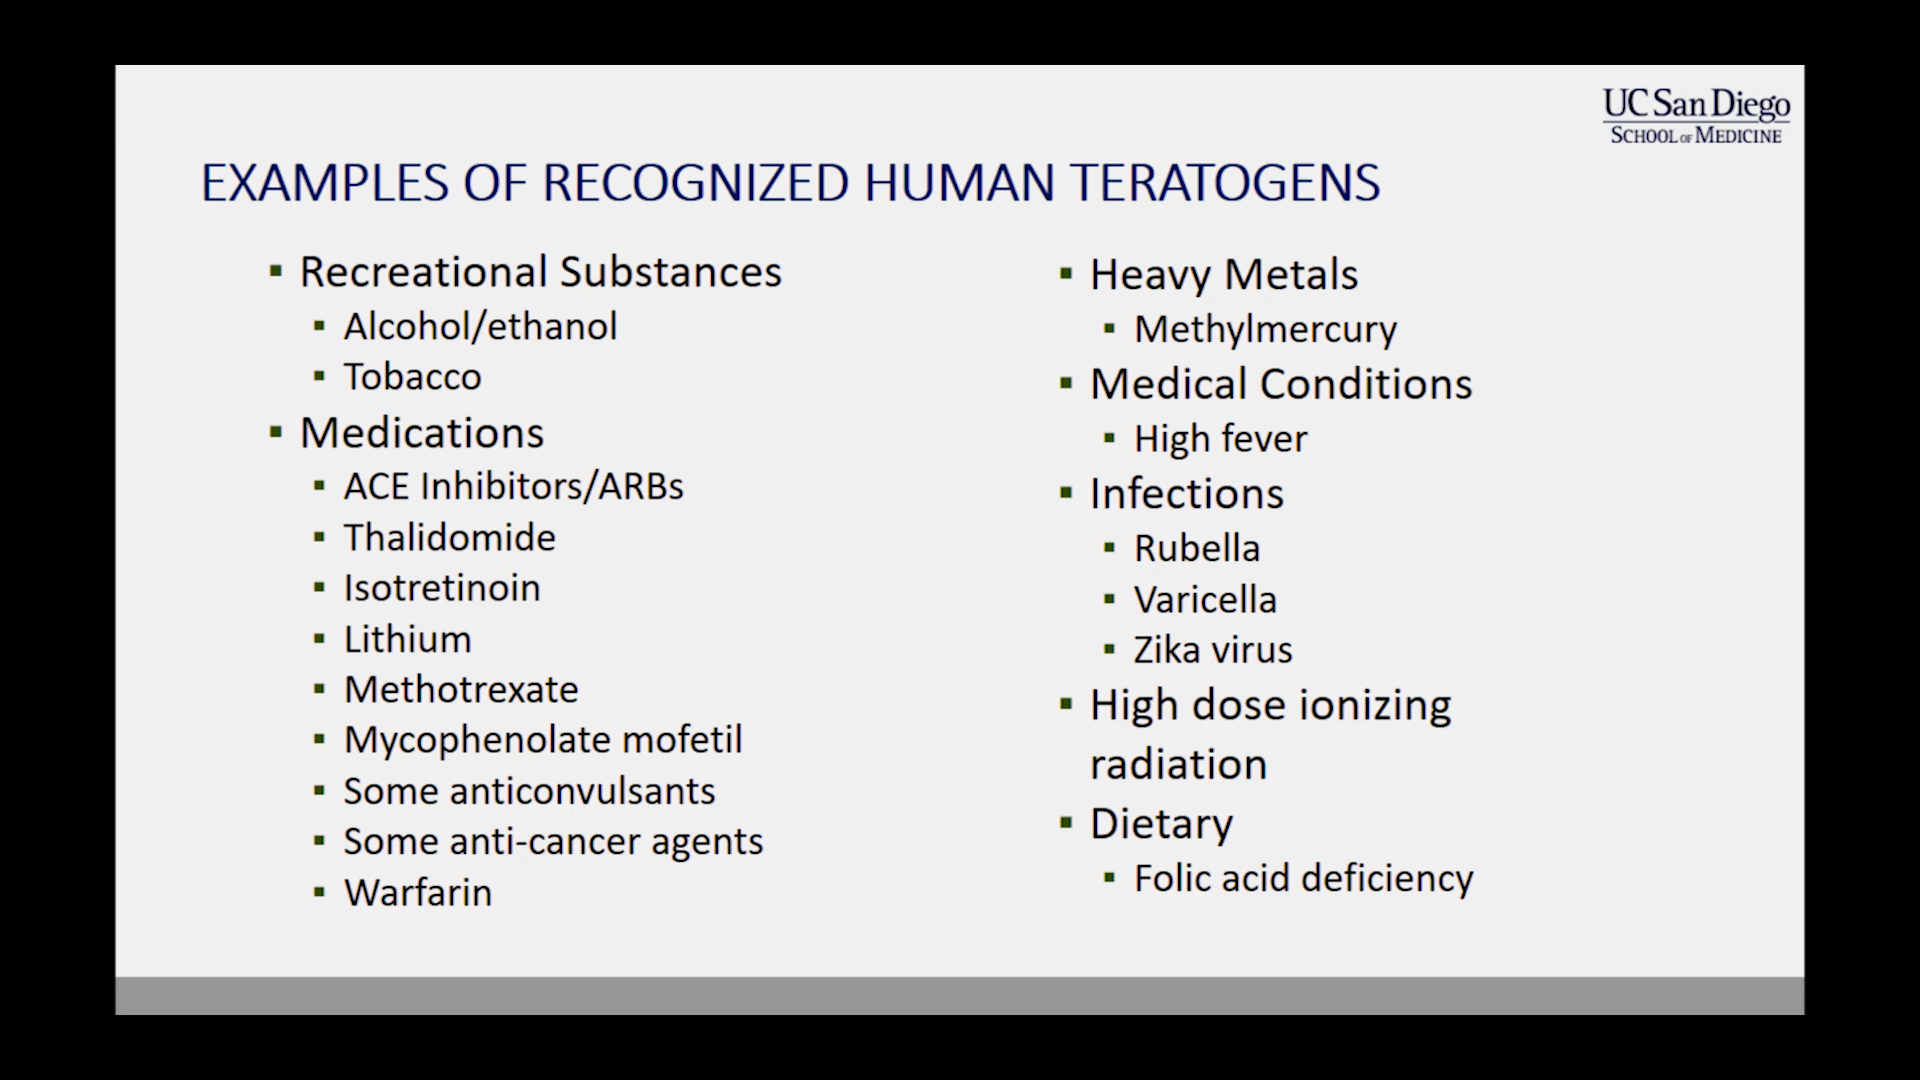 UC San Diego
SCHOOL OF MEDICINE
EXAMPLES OF RECOGNIZED HUMAN TERATOGENS
▪ Recreational Substances
▪ Alcohol/ethanol
▪ Tobacco
▪ Medications
▪ ACE Inhibitors/ARBs
▪ Thalidomide
▪ Isotretinoin
▪ Lithium
▪ Methotrexate
▪ Mycophenolate mofetil
▪ Some anticonvulsants
▪ Some anti-cancer agents
▪ Warfarin
▪ Heavy Metals
▪ Methylmercury
▪ Medical Conditions
▪ High fever
▪ Infections
▪ Rubella
▪ Varicella
▪ Zika virus
▪ High dose ionizing
radiation
▪ Dietary
▪ Folic acid deficiency